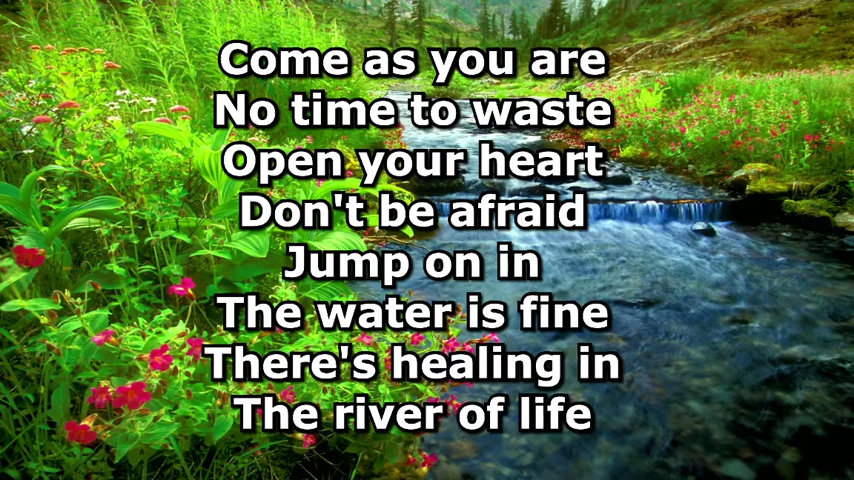 Come as you are
No time to waste
Open your heart
Don't be afraid
Jump on in
The water is fine
There's healing in
The river of life